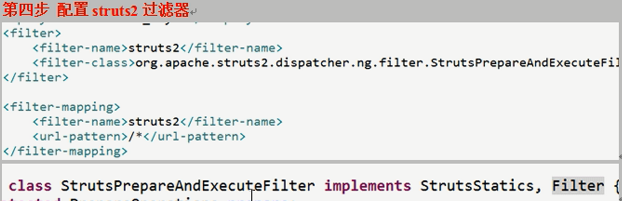 第四步 配置 struts2 过滤器
<filter>
<filter-name>struts2</filter-name>
<filter-class>org.apache.struts2.dispatcher.ng.filter.StrutsPrepareAndExecuteFil
</filter>
<filter-mapping>
<filter-name>struts2</filter-name>
<url-pattern>/*</url-pattern>
</filter-mapping>
class StrutsPrepareAndExecuteFilter implements StrutsStatics, Filter {